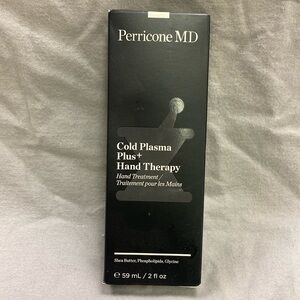 Perricone MD
Cold Plasma
Plus+
Hand Therapy
Hand Treatment /
Traitement pour les Mains
Shea Butter, Phospholipids, Glycine
℮ 59 mL / 2 fl oz